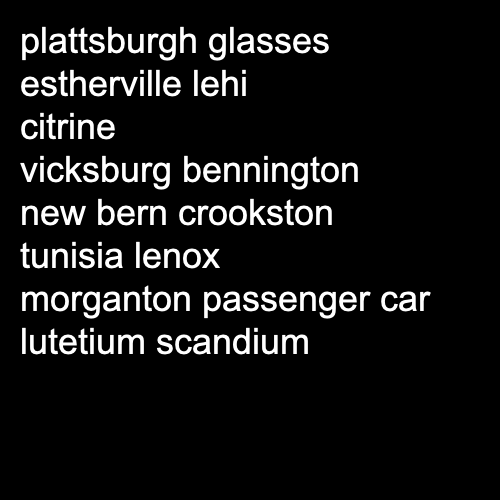 plattsburgh glasses
estherville lehi
citrine
vicksburg bennington
new bern crookston
tunisia lenox
morganton passenger car
lutetium scandium